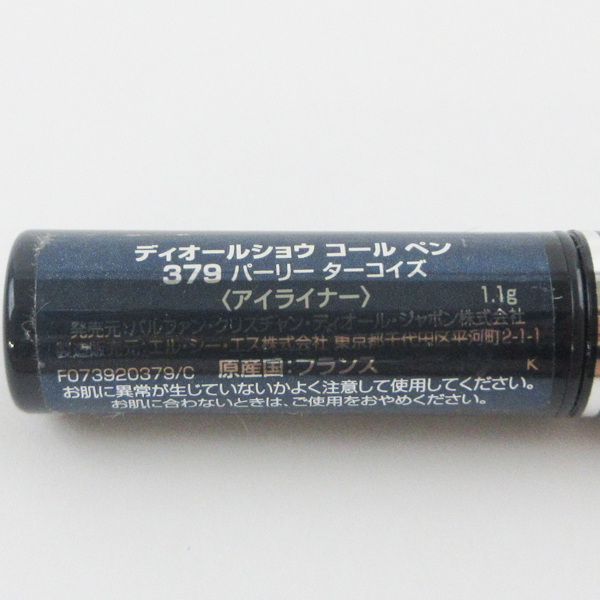 ディオールショウ コール ペン
379 パーリー ターコイズ
〈アイライナー〉 1.1g
発売元:パルファン・クリスチャン・ディオール・ジャポン株式会社
エル・シー・エス株式会社 東京都千代田区平河町2-1-1
F073920379/C 原産国:フランス K
お肌に異常が生じていないかよく注意して使用してください。
お肌に合わないときは、ご使用をおやめください。